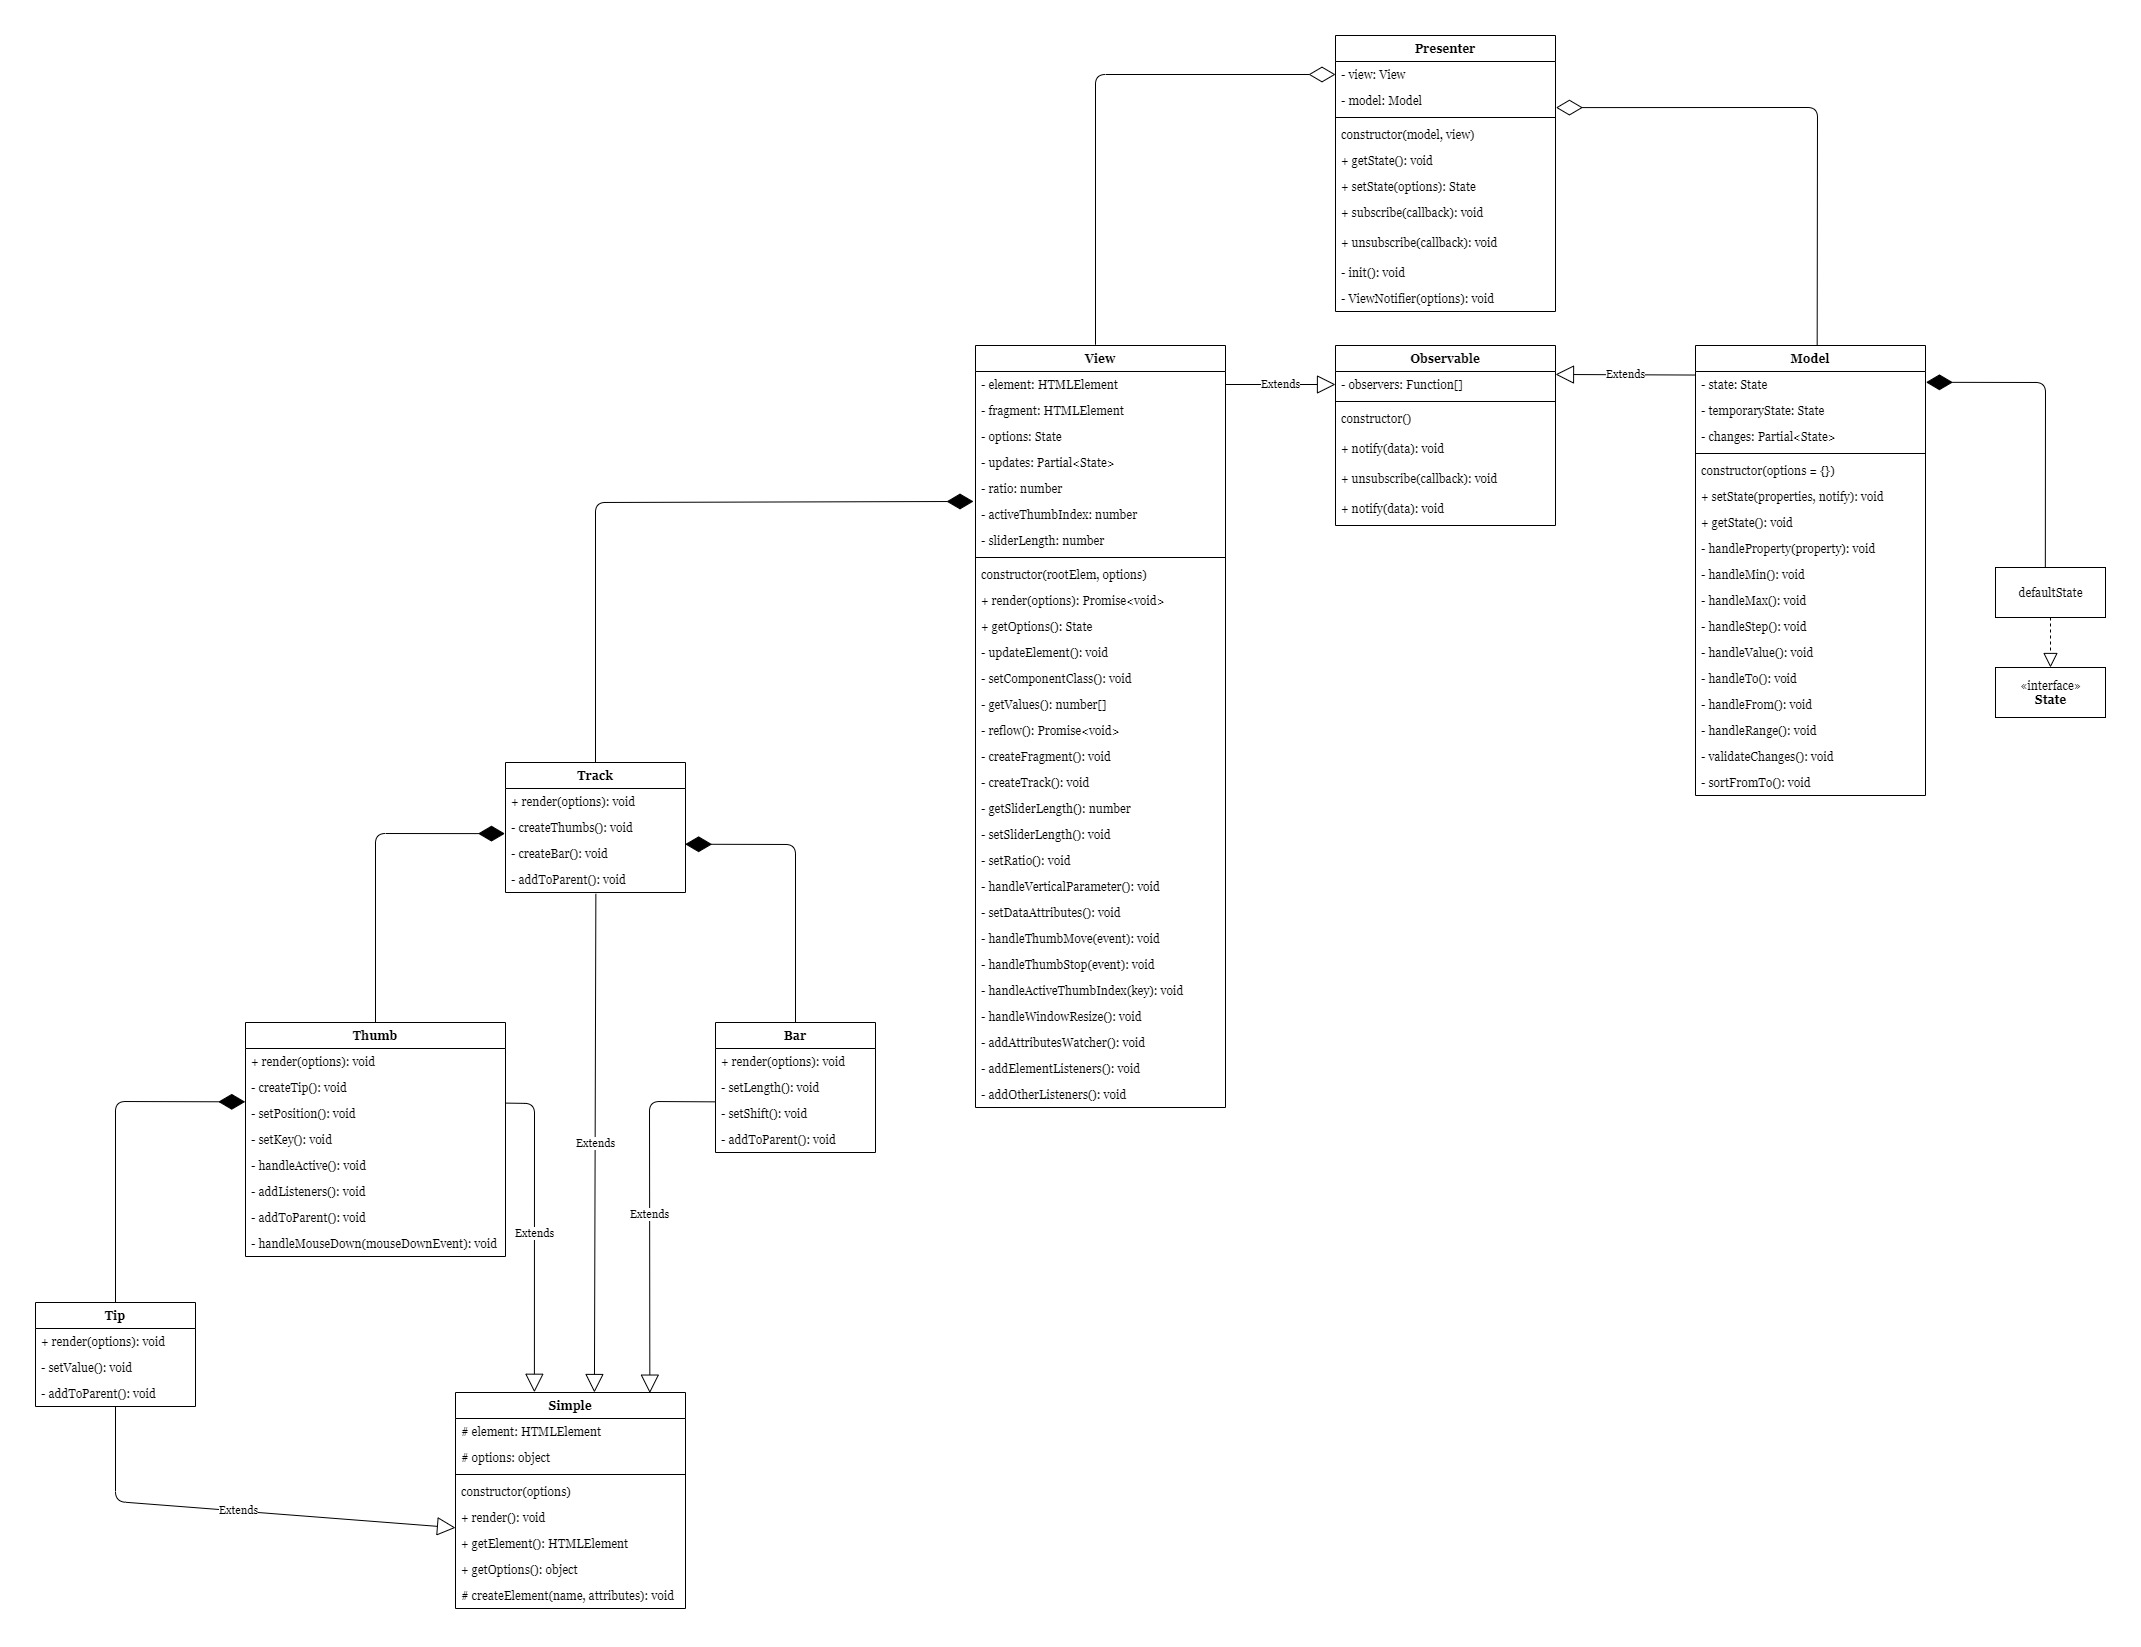 Presenter
- view: View
- model: Model
constructor(model, view)
+ getState(): void
+ setState(options): State
+ subscribe(callback): void
+ unsubscribe(callback): void
- init(): void
- ViewNotifier(options): void
View
- element: HTMLElement
- fragment: HTMLElement
- options: State
- updates: Partial<State>
- ratio: number
- activeThumbIndex: number
- sliderLength: number
constructor(rootElem, options)
+ render(options): Promise<void>
+ getOptions(): State
- updateElement(): void
- setComponentClass(): void
- getValues(): number[]
- reflow(): Promise<void>
- createFragment(): void
- createTrack(): void
- getSliderLength(): number
- setSliderLength(): void
- setRatio(): void
- handleVerticalParameter(): void
- setDataAttributes(): void
- handleThumbMove(event): void
- handleThumbStop(event): void
- handleActiveThumbIndex(key): void
- handleWindowResize(): void
- addAttributesWatcher(): void
- addElementListeners(): void
- addOtherListeners(): void
Extends
Observable
- observers: Function[]
constructor()
+ notify(data): void
+ unsubscribe(callback): void
+ notify(data): void
Extends
Model
- state: State
- temporaryState: State
- changes: Partial<State>
constructor(options = {})
+ setState(properties, notify): void
+ getState(): void
- handleProperty(property): void
- handleMin(): void
- handleMax(): void
- handleStep(): void
- handleValue(): void
- handleTo(): void
- handleFrom(): void
- handleRange(): void
- validateChanges(): void
- sortFromTo(): void
defaultState
«interface»
State
Track
+ render(options): void
- createThumbs(): void
- createBar(): void
- addToParent(): void
Thumb
+ render(options): void
- createTip(): void
- setPosition(): void
- setKey(): void
- handleActive(): void
- addListeners(): void
- addToParent(): void
- handleMouseDown(mouseDownEvent): void
Bar
+ render(options): void
- setLength(): void
- setShift(): void
- addToParent(): void
Extends
Extends
Extends
Tip
+ render(options): void
- setValue(): void
- addToParent(): void
Extends
Simple
# element: HTMLElement
# options: object
constructor(options)
+ render(): void
+ getElement(): HTMLElement
+ getOptions(): object
# createElement(name, attributes): void